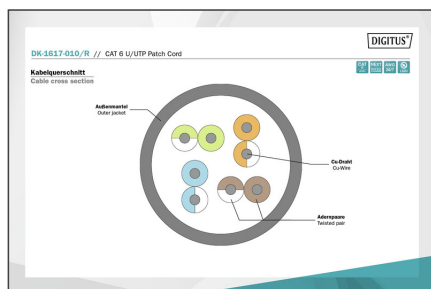 DIGITUS®
DK-1617-010/R // CAT 6 U/UTP Patch Cord
Kabelquerschnitt
Cable cross section
Außenmantel
Outer jacket
Cu-Draht
Cu-Wire
Adernpaare
Twisted pair